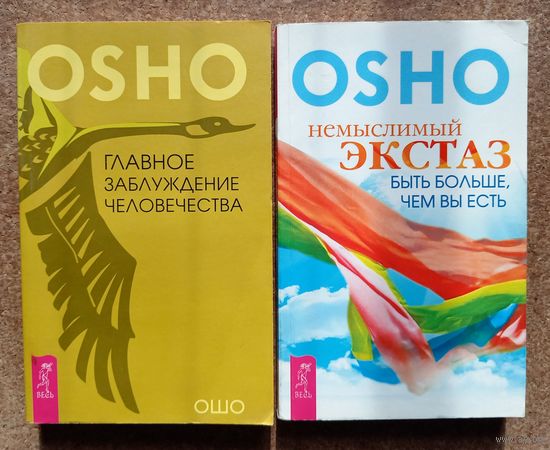 OSHO
ГЛАВНОЕ
ЗАБЛУЖДЕНИЕ
ЧЕЛОВЕЧЕСТВА
ВЕСЬ
ОШО
OSHO
немыслимый
ЭКСТАЗ
БЫТЬ БОЛЬШЕ,
ЧЕМ ВЫ ЕСТЬ
ВЕСЬ